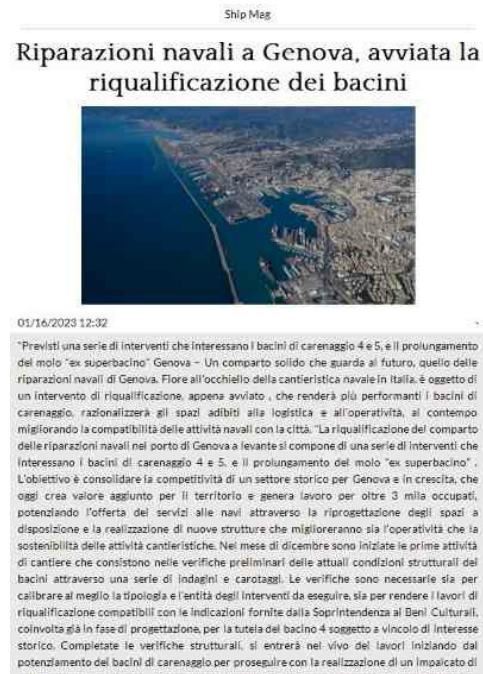 Ship Mag
Riparazioni navali a Genova, avviata la
riqualificazione dei bacini
01/16/2023 12:32
"Previsti una serie di interventi che interessano i bacini di carenaggio 4 e 5, e il prolungamento
del molo "ex superbacino" Genova – Un comparto solido che guarda al futuro, quello delle
riparazioni navali di Genova. Fiore all'occhiello della cantieristica navale in Italia, è oggetto di
un intervento di riqualificazione, appena avviato , che renderà più performanti i bacini di
carenaggio, razionalizzerà gli spazi adibiti alla logistica e all'operatività, al contempo
migliorando la compatibilità delle attività navali con la città. "La riqualificazione del comparto
delle riparazioni navali nel porto di Genova a levante si compone di una serie di interventi che
interessano i bacini di carenaggio 4 e 5, e il prolungamento del molo "ex superbacino" .
L'obiettivo è consolidare la competitività di un settore storico per Genova e in crescita, che
oggi crea valore aggiunto per il territorio e genera lavoro per oltre 3 mila occupati,
potenziando l'offerta dei servizi alle navi attraverso la riprogettazione degli spazi a
disposizione e la realizzazione di nuove strutture che miglioreranno sia l'operatività che la
sostenibilità delle attività cantieristiche. Nel mese di dicembre sono iniziate le prime attività
di cantiere che consistono nelle verifiche preliminari delle attuali condizioni strutturali dei
bacini attraverso una serie di indagini e carotaggi. Le verifiche sono necessarie sia per
calibrare al meglio la tipologia e l'entità degli interventi da eseguire, sia per rendere i lavori di
riqualificazione compatibili con le indicazioni fornite dalla Soprintendenza ai Beni Culturali,
coinvolta già in fase di progettazione, per la tutela del bacino 4 soggetto a vincolo di interesse
storico. Completate le verifiche strutturali, si entrerà nel vivo dei lavori iniziando dal
potenziamento dei bacini di carenaggio per proseguire con la realizzazione di un impalcato di